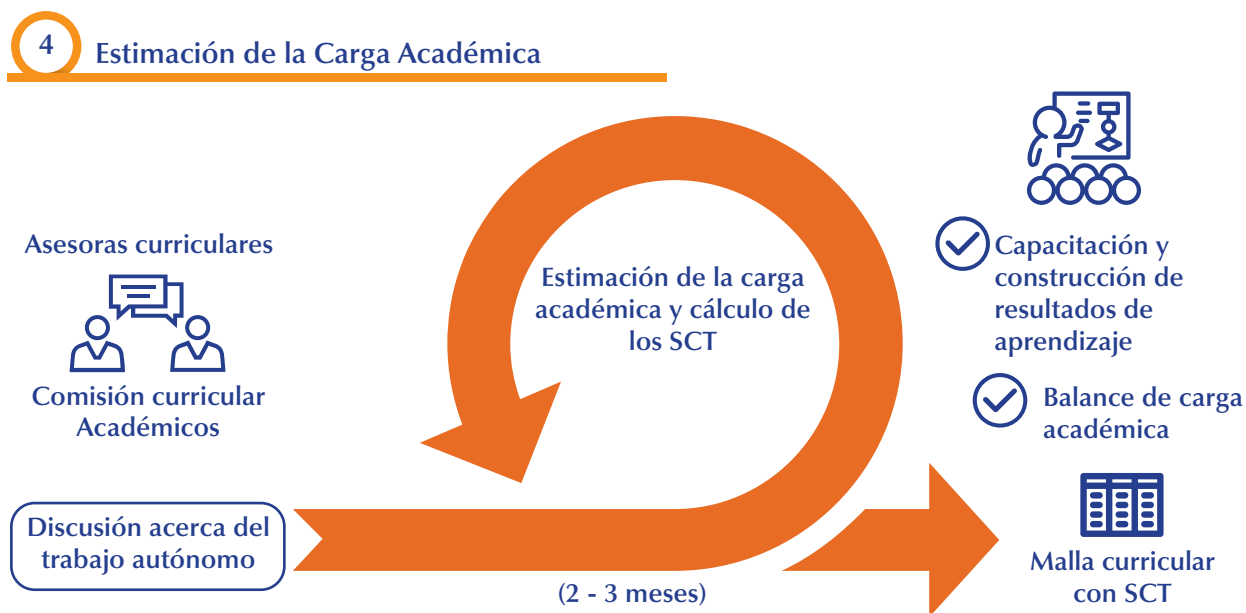 4
Estimación de la Carga Académica
Asesoras curriculares
Comisión curricular
Académicos
Discusión acerca del
trabajo autónomo
Estimación de la carga
académica y cálculo de
los SCT
(2 - 3 meses)
Capacitación y
construcción de
resultados de
aprendizaje
Balance de carga
académica
Malla curricular
con SCT